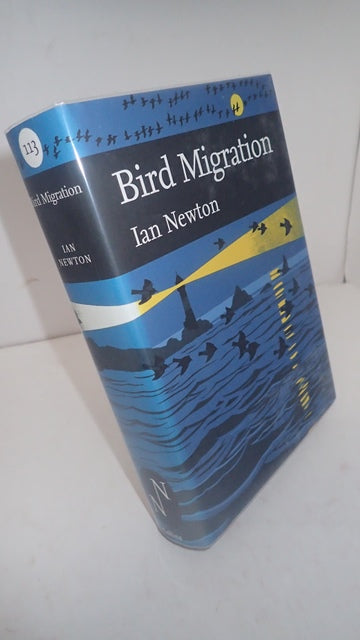 113
Bird Migration
IAN
NEWTON
N
N
Bird Migration
Ian Newton